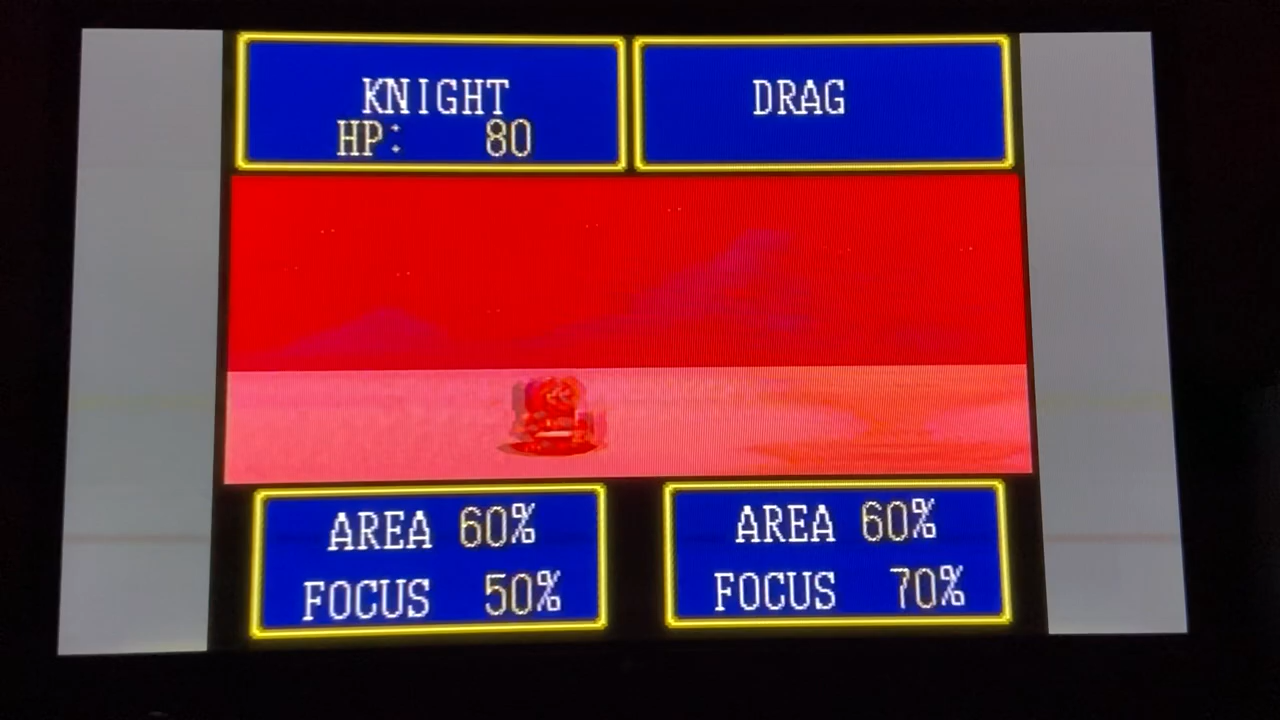 KNIGHT
HP: 80
DRAG
AREA 60%
FOCUS 50%
AREA 60%
FOCUS 70%